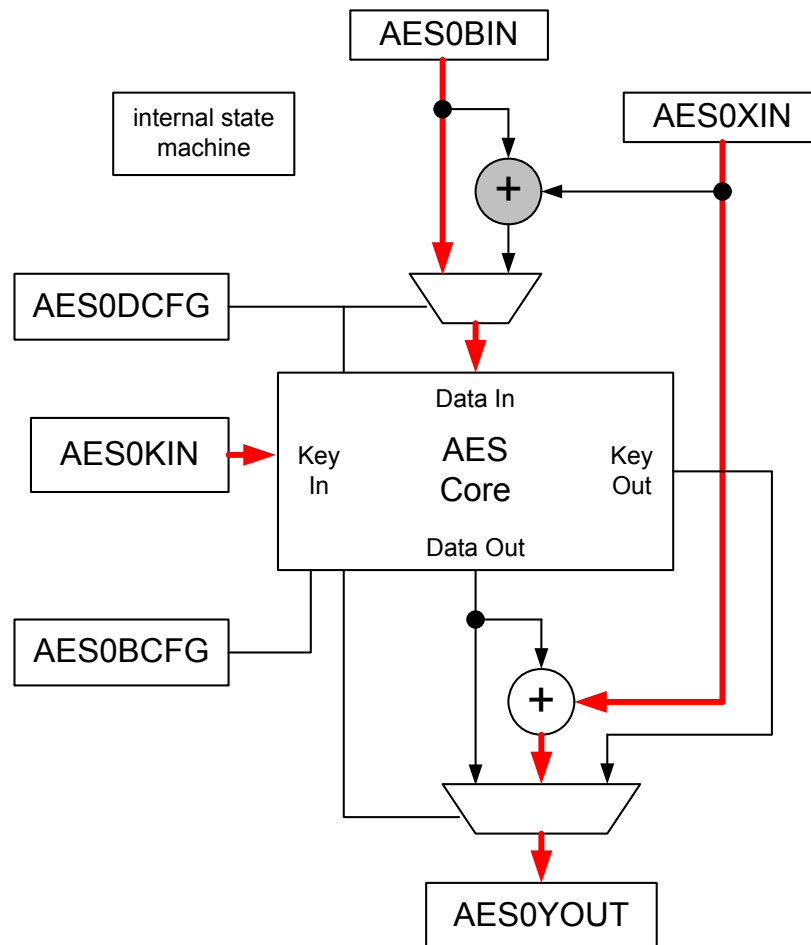 AES0BIN
internal state
machine
AES0XIN
+
AES0DCFG
Data In
AES0KIN
Key
In
AES
Core
Key
Out
Data Out
AES0BCFG
+
AES0YOUT